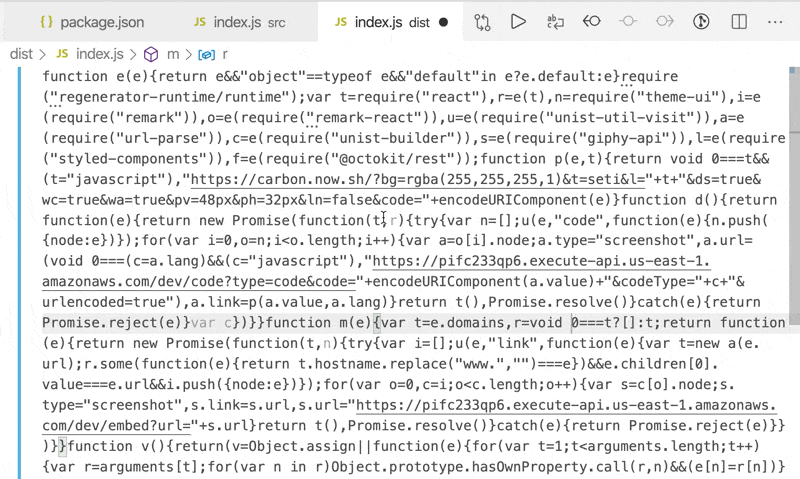 {} package.json JS index.js src JS index.js dist
dist > JS index.js > m > r
function e(e){return e&&"object"==typeof e&&"default"in e?e.default:e}require
("regenerator-runtime/runtime");var t=require("react"),r=e(t),n=require("theme-ui"),i=e
(require("remark")),o=e(require("remark-react")),u=e(require("unist-util-visit")),a=e
(require("url-parse")),c=e(require("unist-builder")),s=e(require("giphy-api")),l=e(require
("styled-components")),f=e(require("@octokit/rest"));function p(e,t){return void 0===t&&
(t="javascript"),"https://carbon.now.sh/?bg=rgba(255,255,255,1)&t=seti&l="+t+"&ds=true&
wc=true&wa=true&pv=48px&ph=32px&ln=false&code="+encodeURIComponent(e)}function d(){return
function(e){return new Promise(function(t,r){try{var n=[];u(e,"code",function(e){n.push(
{node:e})});for(var i=0,o=n;i<o.length;i++){var a=o[i].node;a.type="screenshot",a.url=
(void 0===(c=a.lang)&&(c="javascript"),"https://pifc233qp6.execute-api.us-east-1.
amazonaws.com/dev/code?type=code&code="+encodeURIComponent(a.value)+"&codeType="+c+"&
urlencoded=true"),a.link=p(a.value,a.lang)}return t(),Promise.resolve()}catch(e){return
Promise.reject(e)}var c})}}function m(e){var t=e.domains,r=void 0===t?[]:t;return function
(e){return new Promise(function(t,n){try{var i=[];u(e,"link",function(e){var t=new a(e.
url);r.some(function(e){return t.hostname.replace("www.","")===e})&&e.children[0].
value===e.url&&i.push({node:e})});for(var o=0,c=i;o<c.length;o++){var s=c[o].node;s.
type="screenshot",s.link=s.url,s.url="https://pifc233qp6.execute-api.us-east-1.amazonaws.
com/dev/embed?url="+s.url}return t(),Promise.resolve()}catch(e){return Promise.reject(e)}}
)}}function v(){return(v=Object.assign||function(e){for(var t=1;t<arguments.length;t++)
{var r=arguments[t];for(var n in r)Object.prototype.hasOwnProperty.call(r,n)&&(e[n]=r[n])}